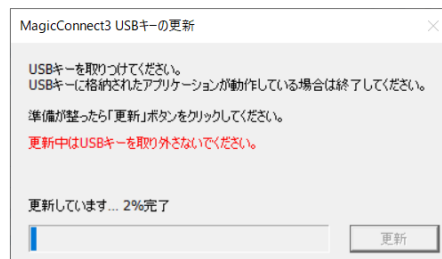 MagicConnect3 USBキーの更新
USBキーを取りつけてください。
USBキーに格納されたアプリケーションが動作している場合は終了してください。
準備が整ったら「更新」ボタンをクリックしてください。
更新中はUSBキーを取り外さないでください。
更新しています... 2%完了
更新